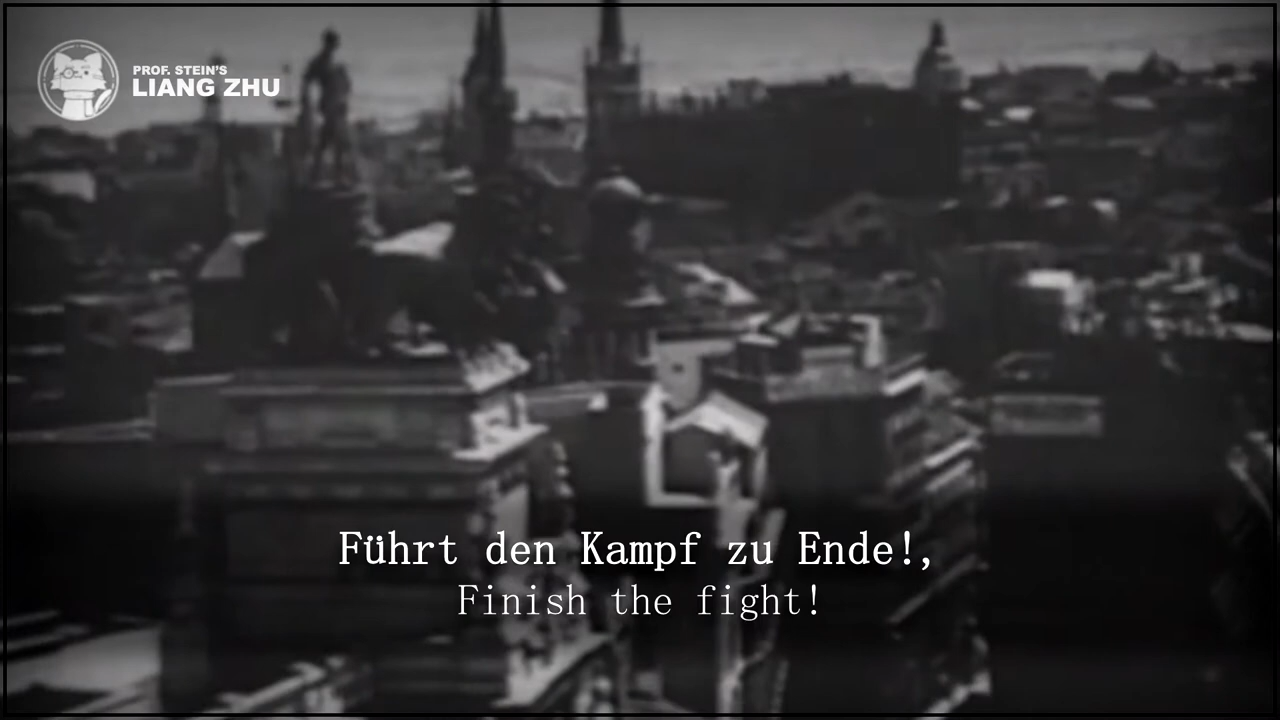 PROF. STEIN'S
LIANG ZHU
Führt den Kampf zu Ende!,
Finish the fight!